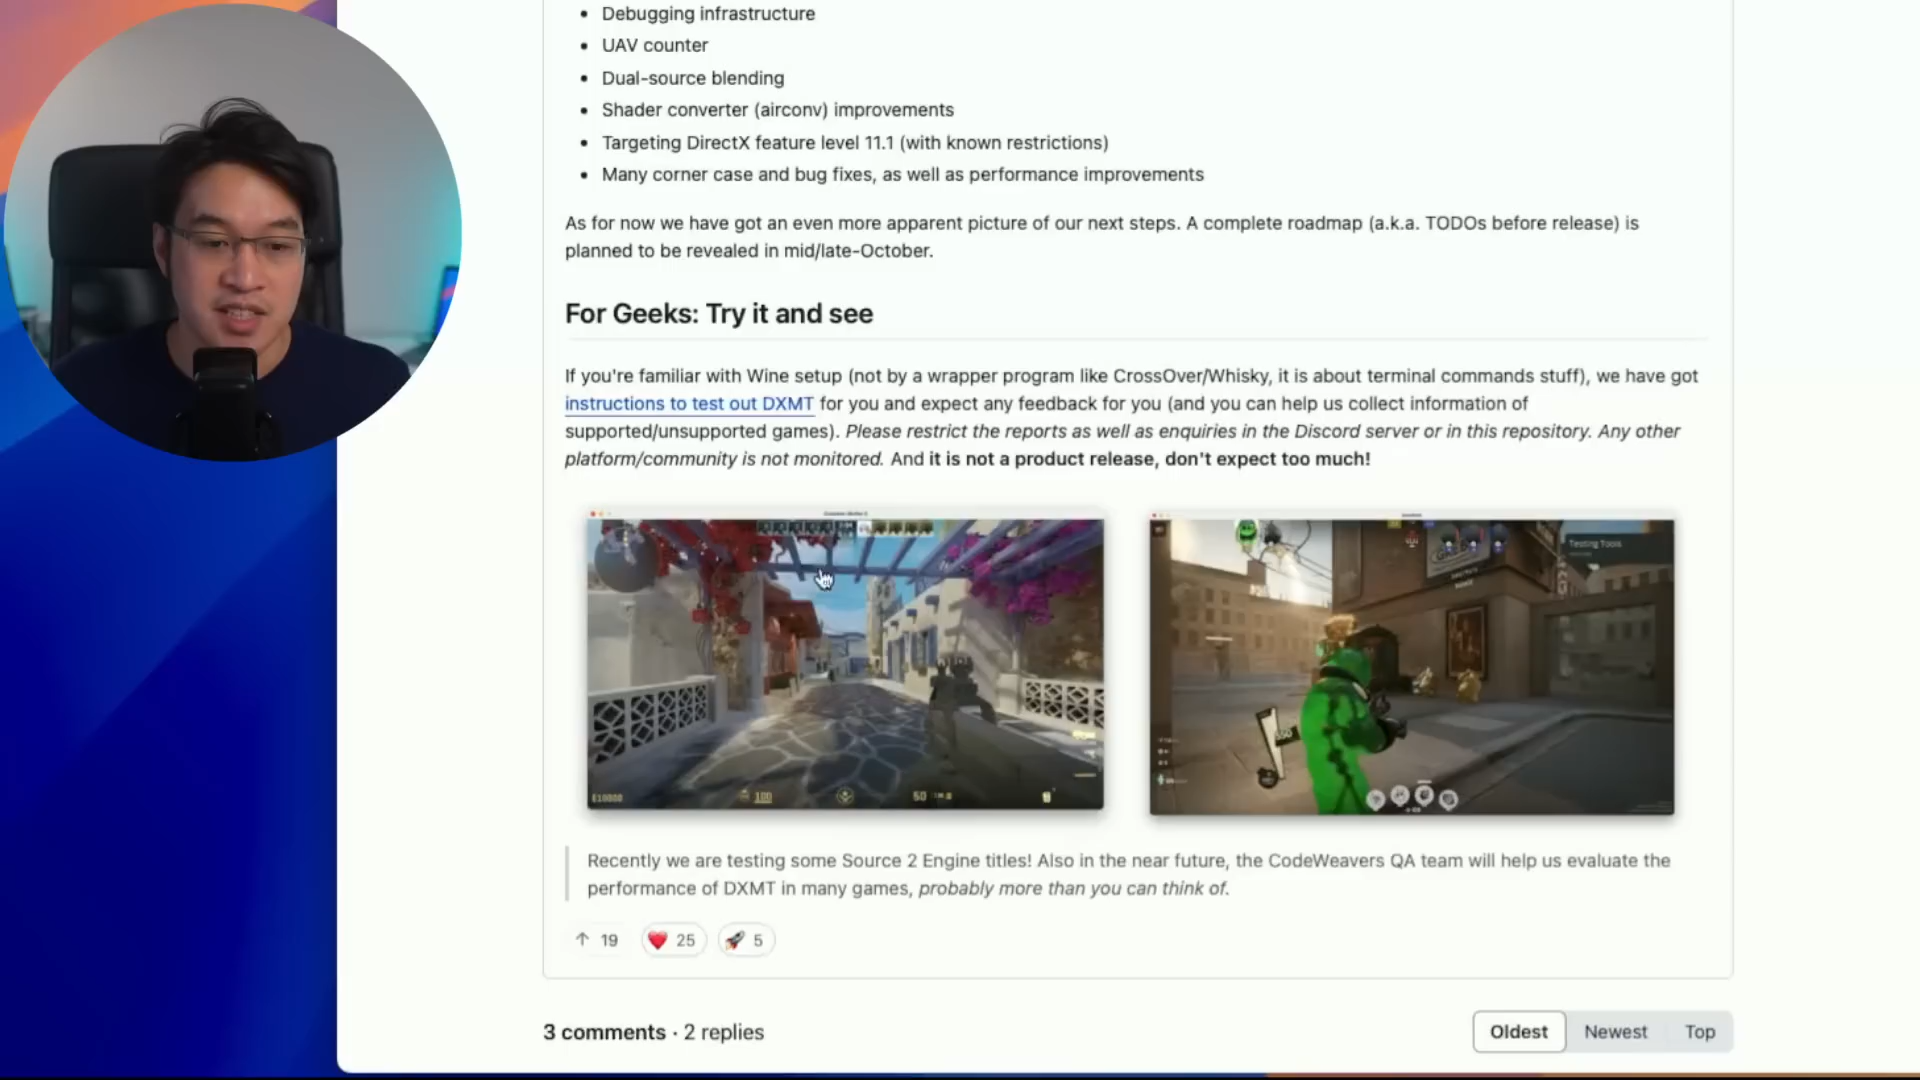 Debugging infrastructure
UAV counter
Dual-source blending
Shader converter (airconv) improvements
Targeting DirectX feature level 11.1 (with known restrictions)
Many corner case and bug fixes, as well as performance improvements
As for now we have got an even more apparent picture of our next steps. A complete roadmap (a.k.a. TODOs before release) is
planned to be revealed in mid/late-October.
For Geeks: Try it and see
If you're familiar with Wine setup (not by a wrapper program like CrossOver/Whisky, it is about terminal commands stuff), we have got
instructions to test out DXMT for you and expect any feedback for you (and you can help us collect information of
supported/unsupported games). Please restrict the reports as well as enquiries in the Discord server or in this repository. Any other
platform/community is not monitored. And it is not a product release, don't expect too much!
Testing Tools
100
50
Recently we are testing some Source 2 Engine titles! Also in the near future, the CodeWeavers QA team will help us evaluate the
performance of DXMT in many games, probably more than you can think of.
19 25 5
3 comments · 2 replies
Oldest Newest Top